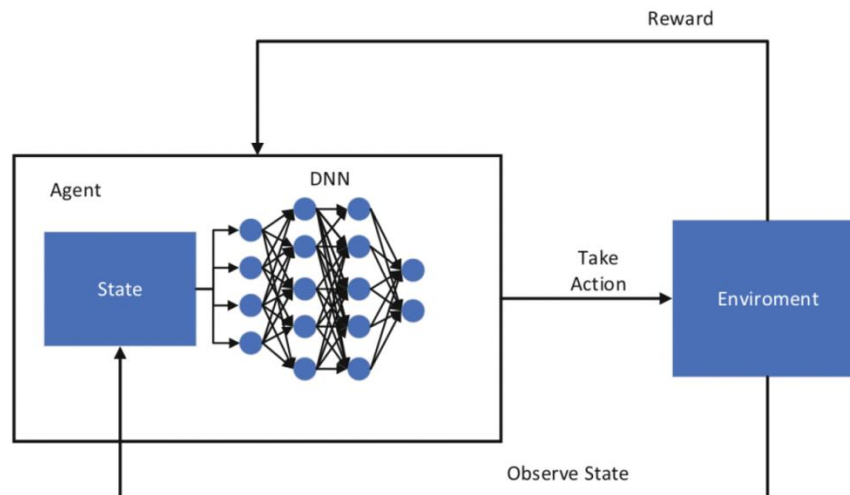 Reward
Agent
DNN
State
Take
Action
Enviroment
Observe State